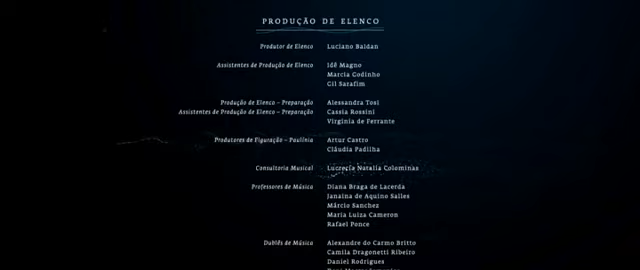 PRODUÇÃO DE ELENCO
Produtor de Elenco Luciano Baldan
Assistentes de Produção de Elenco Idê Magno
Marcia Godinho
Cil Sarafim
Produção de Elenco – Preparação Alessandra Tosi
Assistentes de Produção de Elenco – Preparação Cassia Rossini
Virgínia de Ferrante
Produtores de Figuração – Paulínia Artur Castro
Cláudia Padilha
Consultoria Musical Lucrecia Natalia Colominas
Professores de Música Diana Braga de Lacerda
Janaina de Aquino Salles
Márcio Sanchez
Maria Luiza Cameron
Rafael Ponce
Dublês de Música Alexandre do Carmo Britto
Camila Dragonetti Ribeiro
Daniel Rodrigues